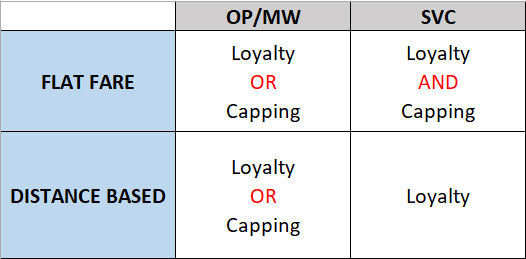 OP/MW SVC
FLAT FARE
Loyalty
OR
Capping
Loyalty
AND
Capping
DISTANCE BASED
Loyalty
OR
Capping
Loyalty